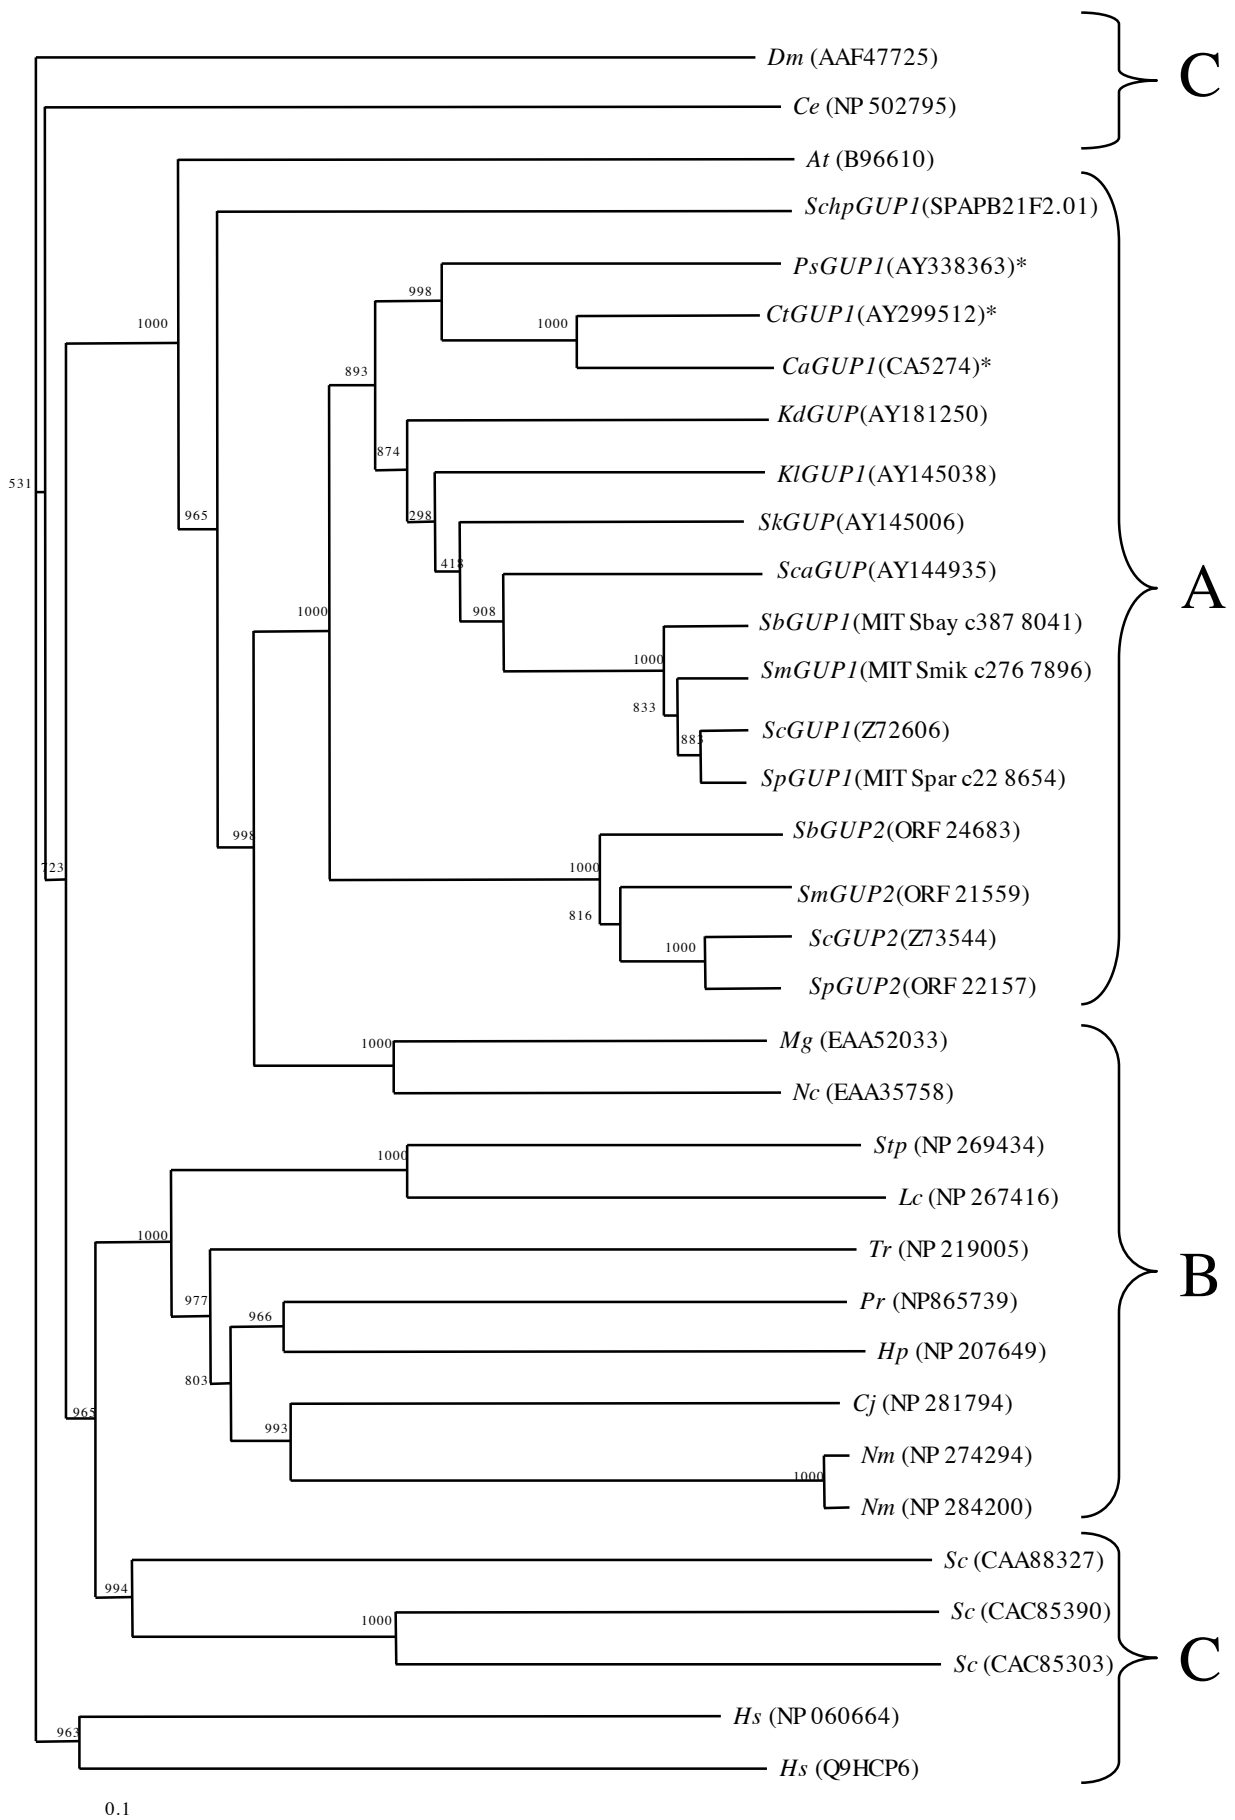 Dm (AAF47725)
C
Ce (NP 502795)
At (B96610)
SchpGUP1(SPAPB21F2.01)
PsGUP1(AY338363)*
998
CtGUP1(AY299512)*
1000
1000
CaGUP1(CA5274)*
893
KdGUP(AY181250)
874
KlGUP1(AY145038)
531
965
298
SkGUP(AY145006)
418
ScaGUP(AY144935)
A
1000
908
SbGUP1(MIT Sbay c387 8041)
1000
SmGUP1(MIT Smik c276 7896)
833
ScGUP1(Z72606)
883
SpGUP1(MIT Spar c22 8654)
998
SbGUP2(ORF 24683)
723
1000
SmGUP2(ORF 21559)
816
ScGUP2(Z73544)
1000
SpGUP2(ORF 22157)
1000
Mg (EAA52033)
Nc (EAA35758)
Stp (NP 269434)
1000
Lc (NP 267416)
1000
Tr (NP 219005)
B
977
Pr (NP865739)
966
Hp (NP 207649)
803
Cj (NP 281794)
965
993
Nm (NP 274294)
1000
Nm (NP 284200)
Sc (CAA88327)
994
Sc (CAC85390)
1000
Sc (CAC85303)
C
Hs (NP 060664)
963
Hs (Q9HCP6)
0.1